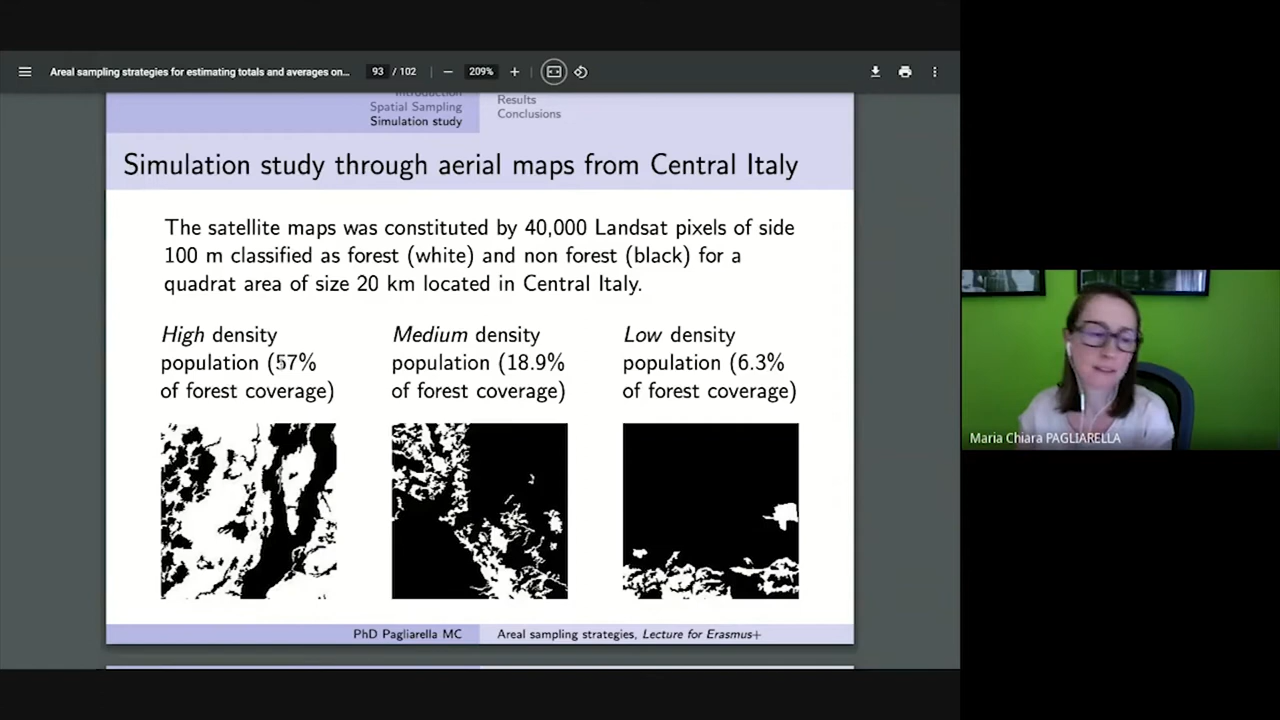 Areal sampling strategies for estimating totals and averages on...
93 / 102
209%
Introduction
Spatial Sampling
Simulation study
Results
Conclusions
Simulation study through aerial maps from Central Italy
The satellite maps was constituted by 40,000 Landsat pixels of side
100 m classified as forest (white) and non forest (black) for a
quadrat area of size 20 km located in Central Italy.
High density
population (57%
of forest coverage)
Medium density
population (18.9%
of forest coverage)
Low density
population (6.3%
of forest coverage)
PhD Pagliarella MC
Areal sampling strategies, Lecture for Erasmus+
Maria Chiara PAGLIARELLA